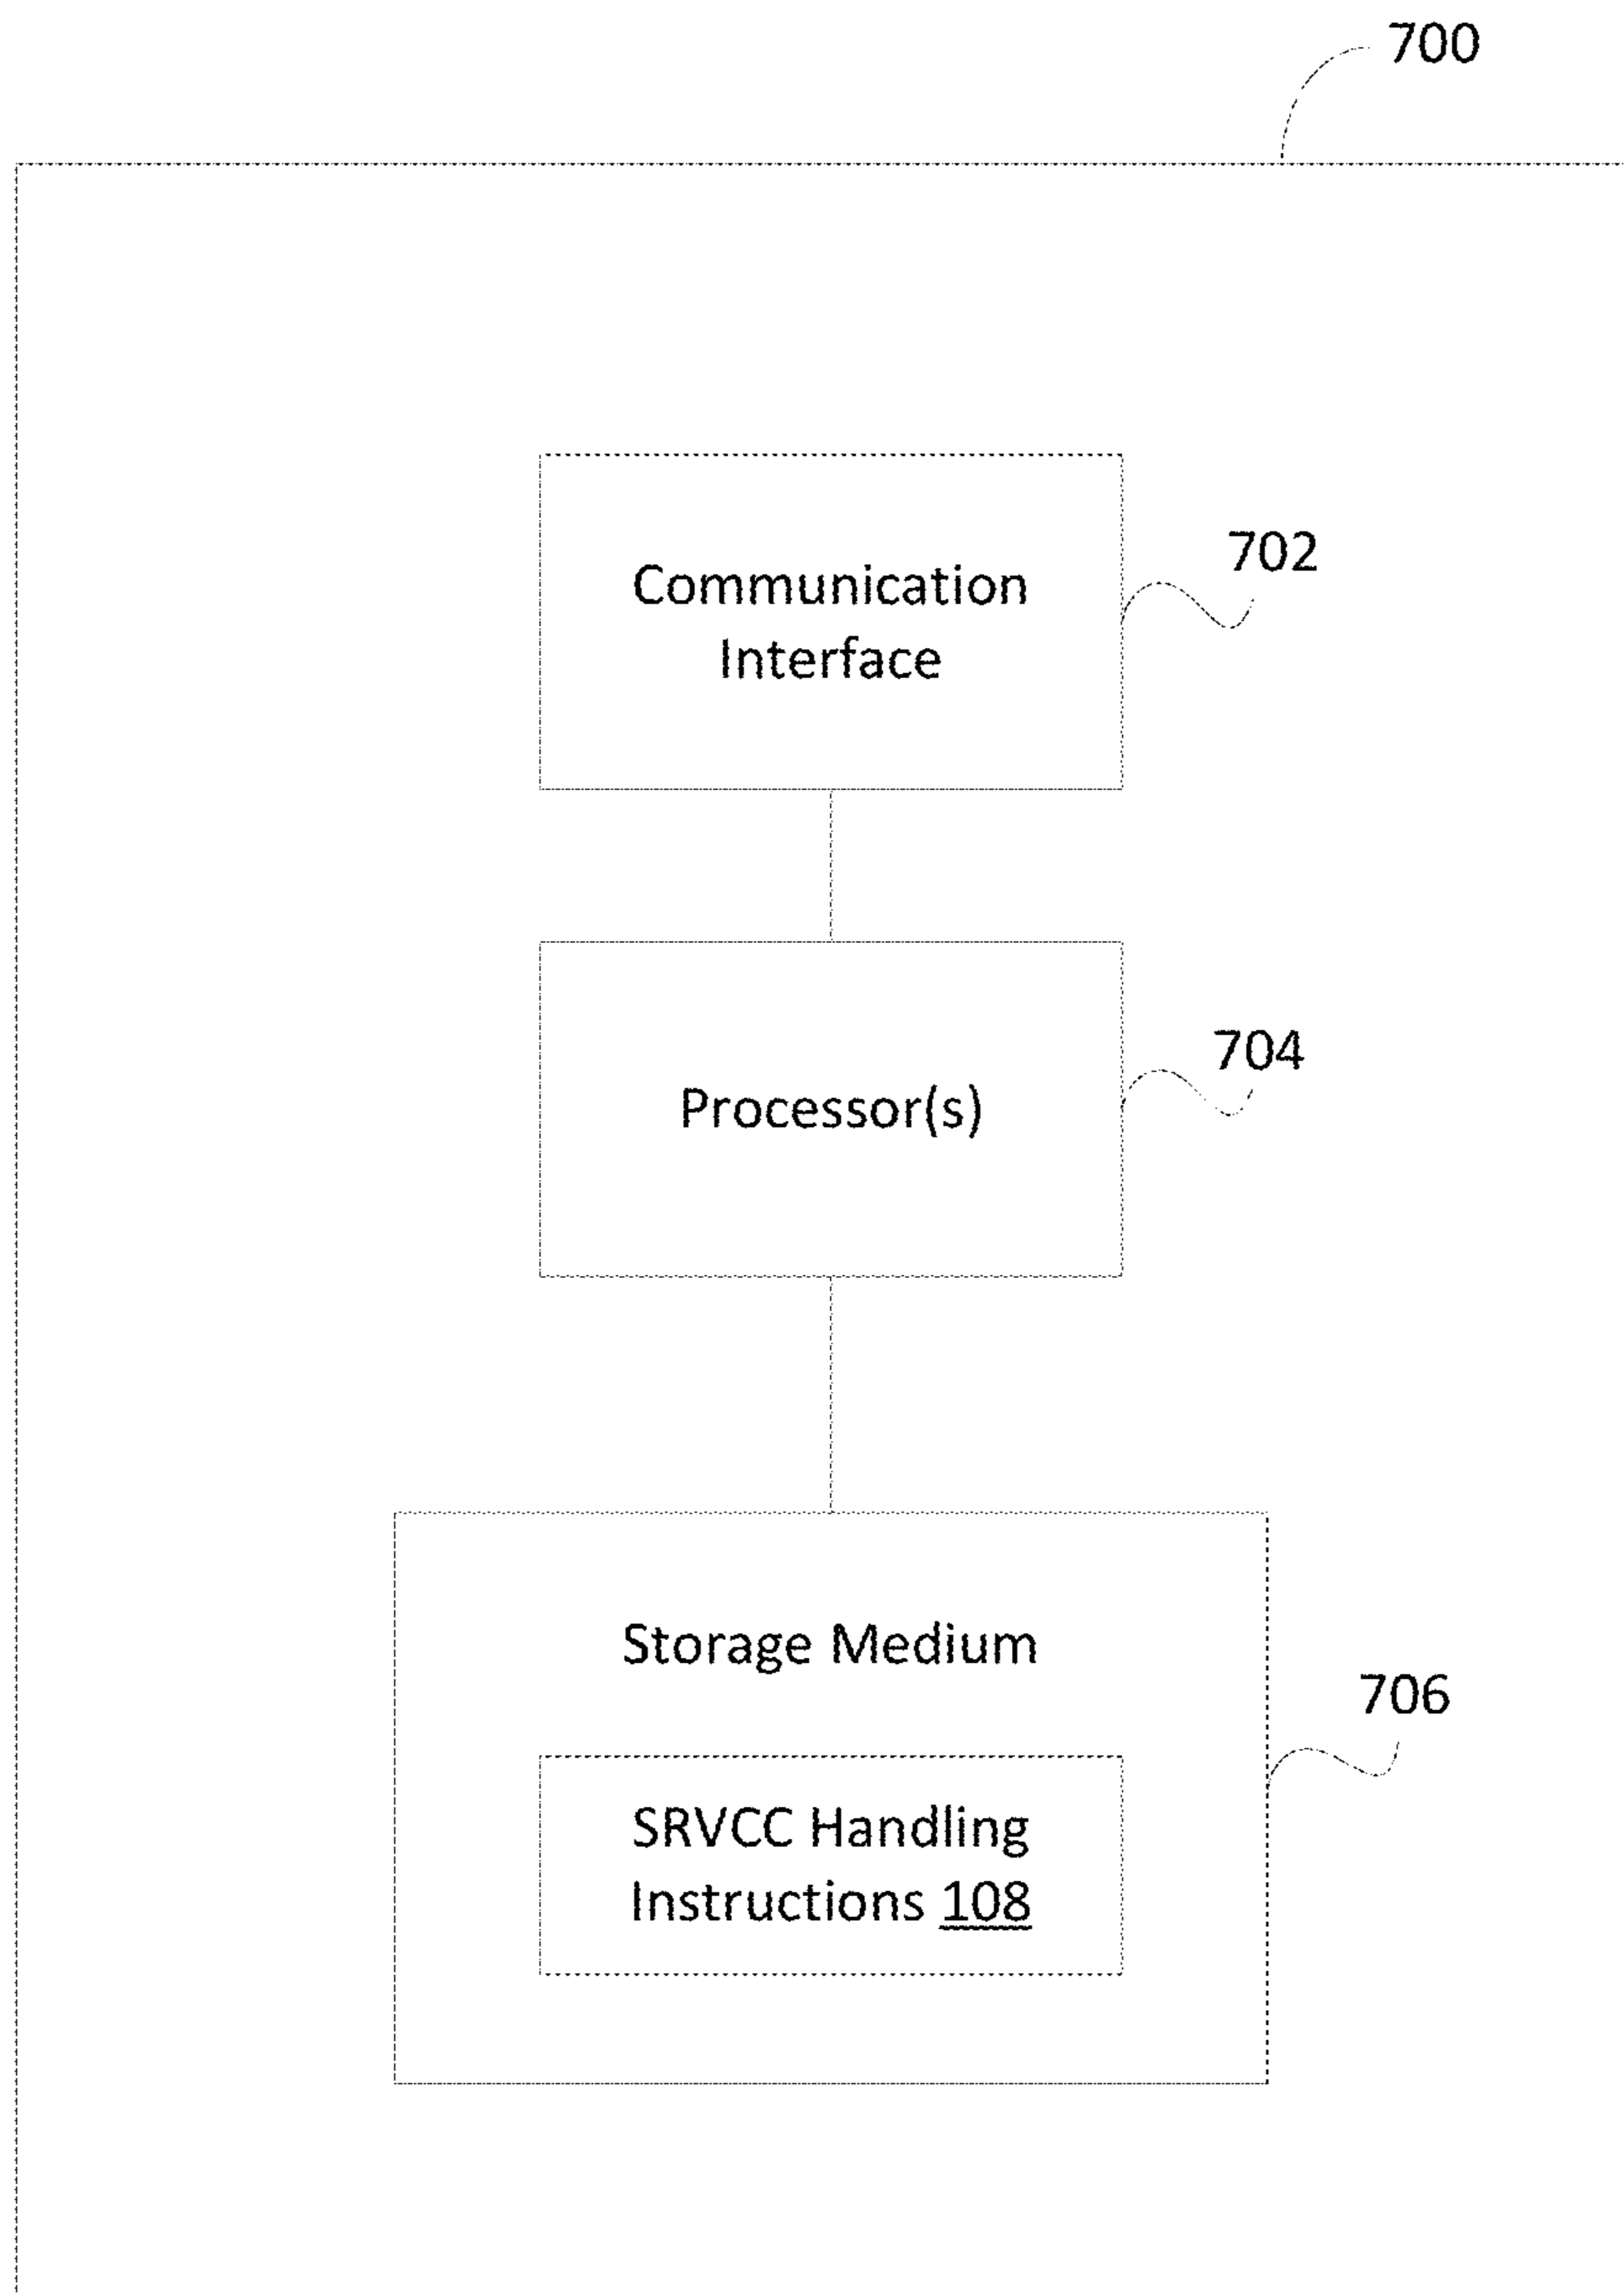 700
Communication
Interface
702
Processor(s)
704
Storage Medium
706
SRVCC Handling
Instructions 108